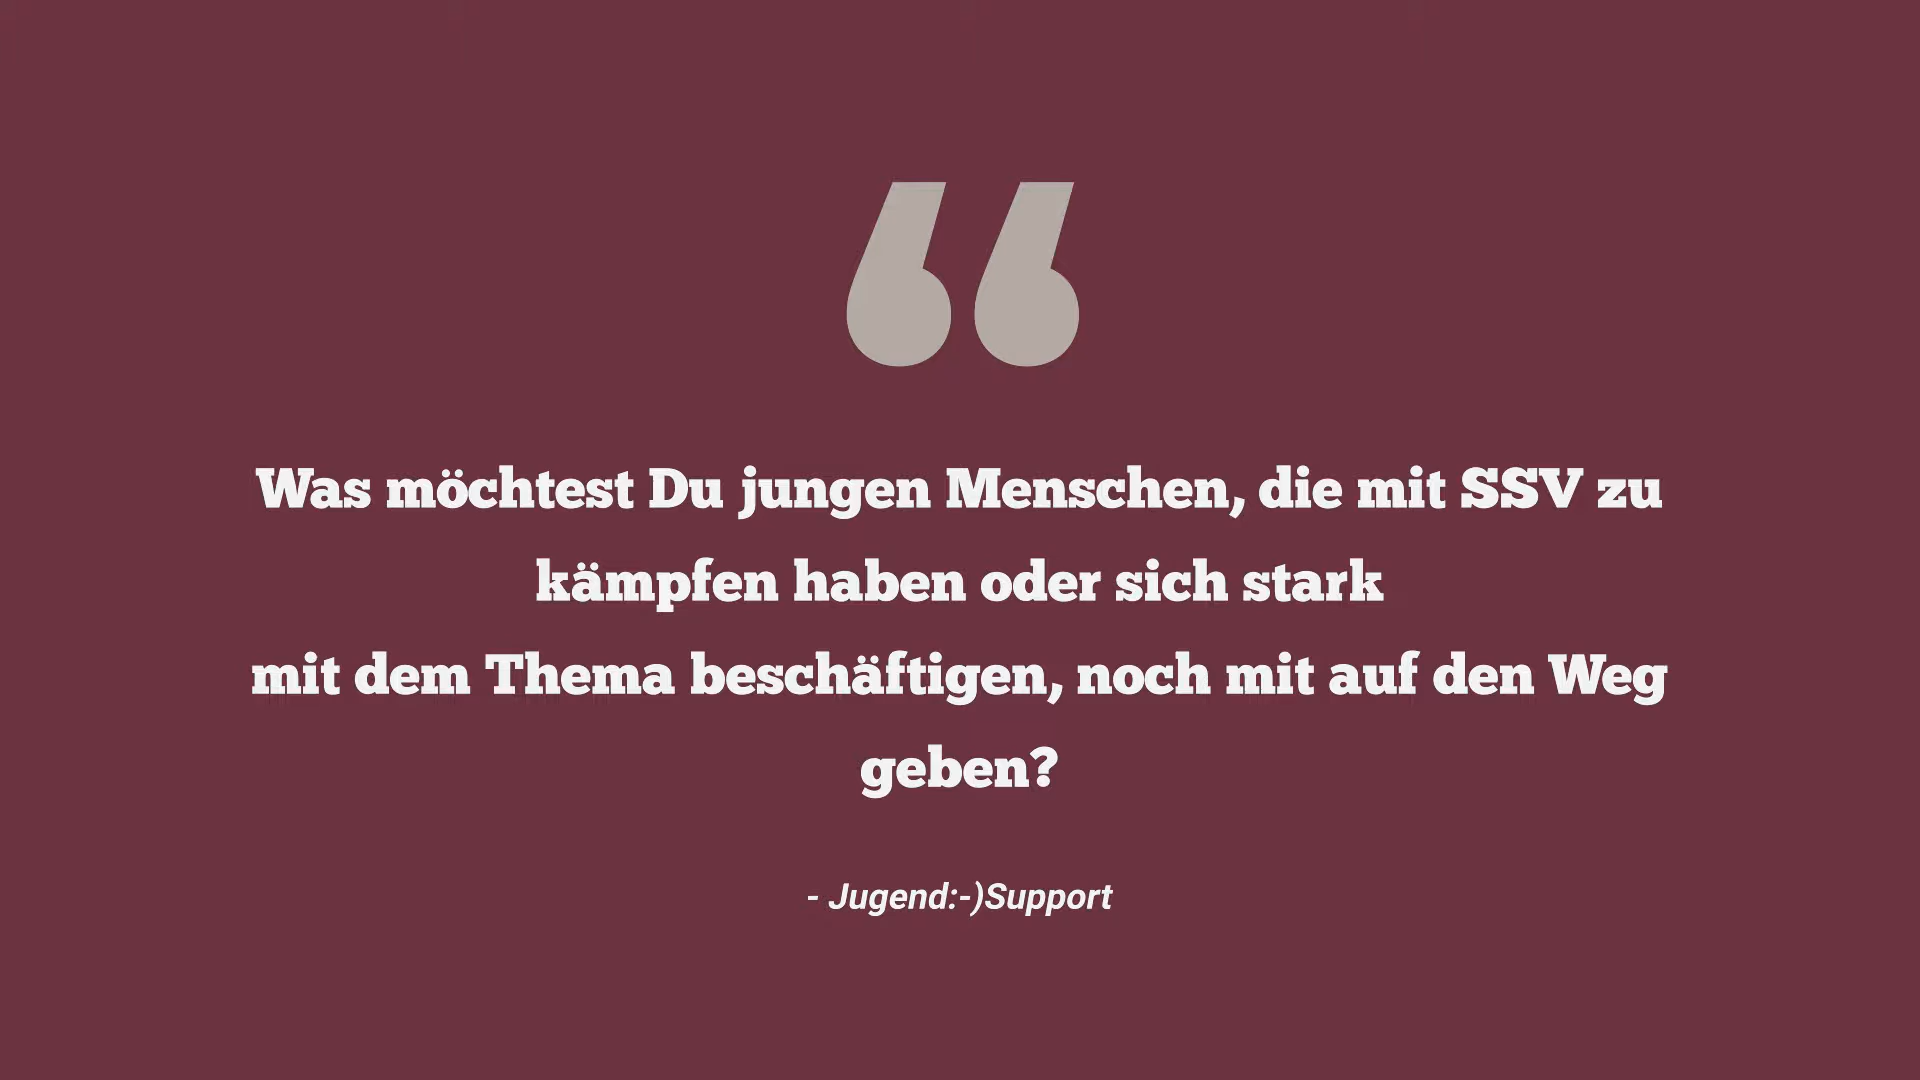 Was möchtest Du jungen Menschen, die mit SSV zu
kämpfen haben oder sich stark
mit dem Thema beschäftigen, noch mit auf den Weg
geben?
- Jugend:-)Support